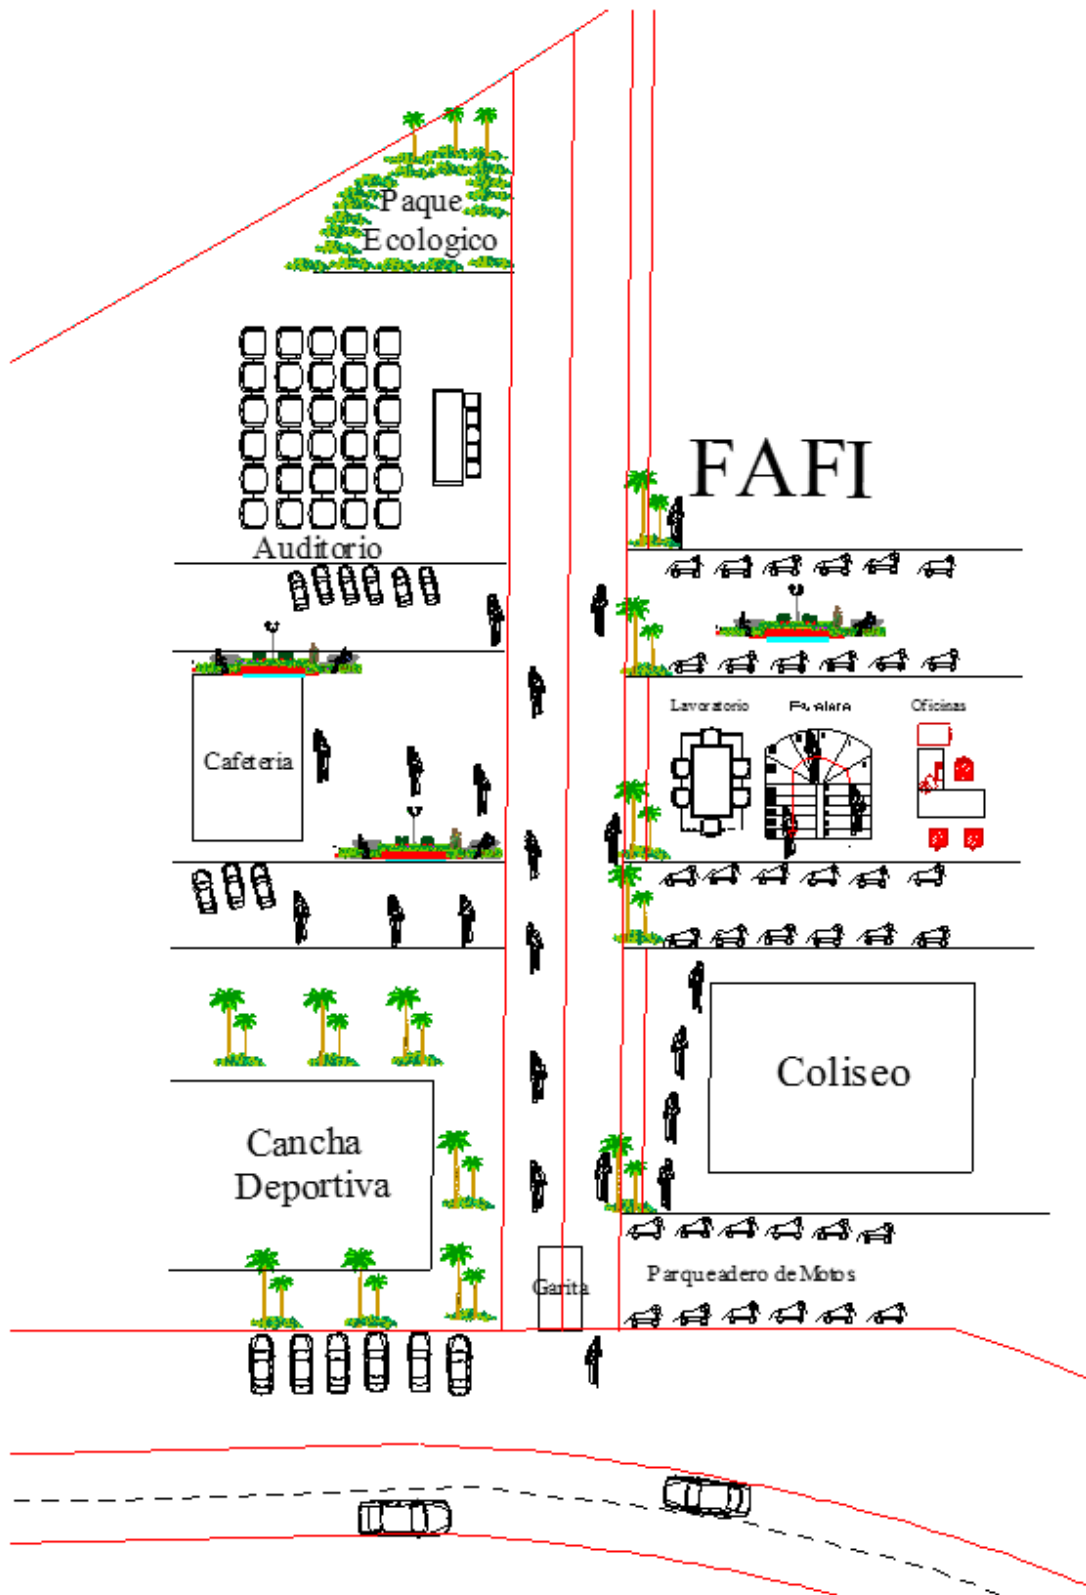 Paque
Ecologico
FAFI
Auditorio
Lavoratorio
Oficinas
Cafeteria
Coliseo
Cancha
Deportiva
Garita
Parqueadero de Motos